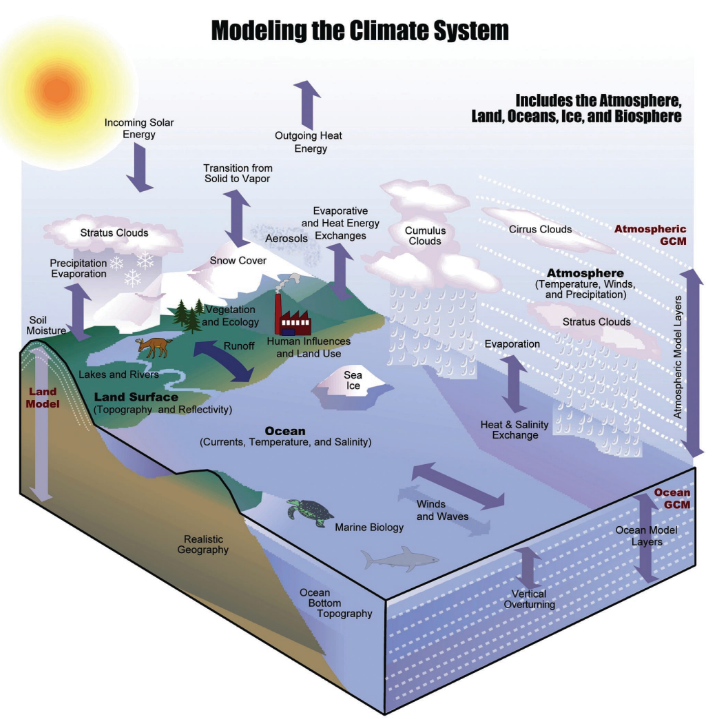 Modeling the Climate System
Includes the Atmosphere,
Land, Oceans, Ice, and Biosphere
Incoming Solar
Energy
Outgoing Heat
Energy
Transition from
Solid to Vapor
Evaporative
and Heat Energy
Exchanges
Stratus Clouds
Aerosols
Cumulus
Clouds
Cirrus Clouds
Atmospheric
GCM
Snow Cover
Precipitation
Evaporation
Atmosphere
(Temperature, Winds,
and Precipitation)
Stratus Clouds
Atmospheric Model Layers
Soil
Moisture
Vegetation
and Ecology
Human Influences
and Land Use
Runoff
Evaporation
Lakes and Rivers
Sea
Ice
Land
Model
Land Surface
(Topography and Reflectivity)
Ocean
(Currents, Temperature, and Salinity)
Heat & Salinity
Exchange
Winds
and Waves
Ocean
GCM
Ocean Model
Layers
Marine Biology
Realistic
Geography
Ocean
Bottom
Topography
Vertical
Overturning